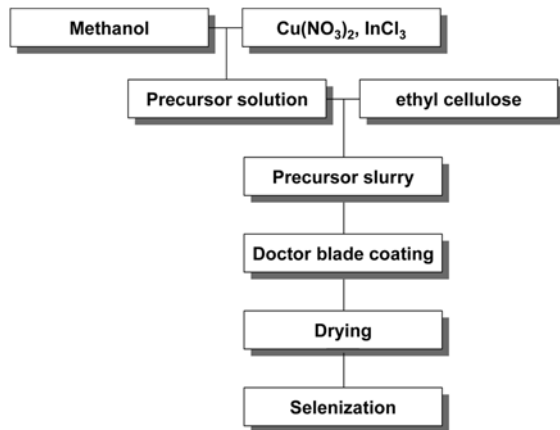 Methanol
Cu(NO₃)₂, InCl₃
Precursor solution
ethyl cellulose
Precursor slurry
Doctor blade coating
Drying
Selenization